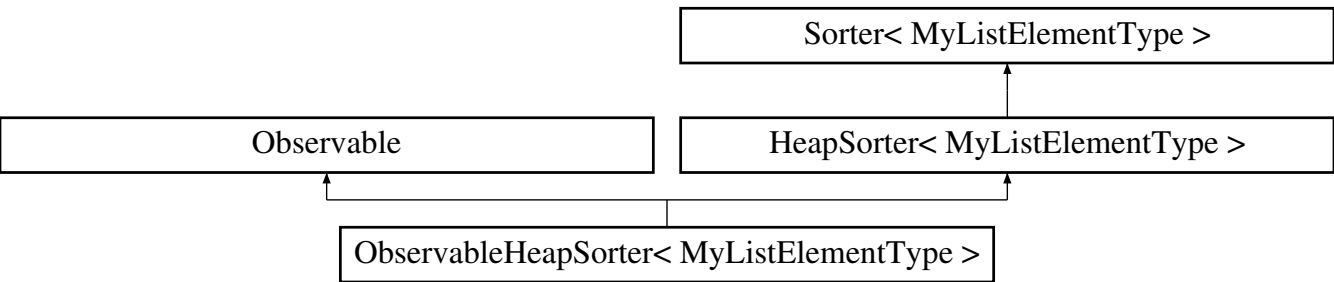 Sorter< MyListElementType >
Observable
HeapSorter< MyListElementType >
ObservableHeapSorter< MyListElementType >